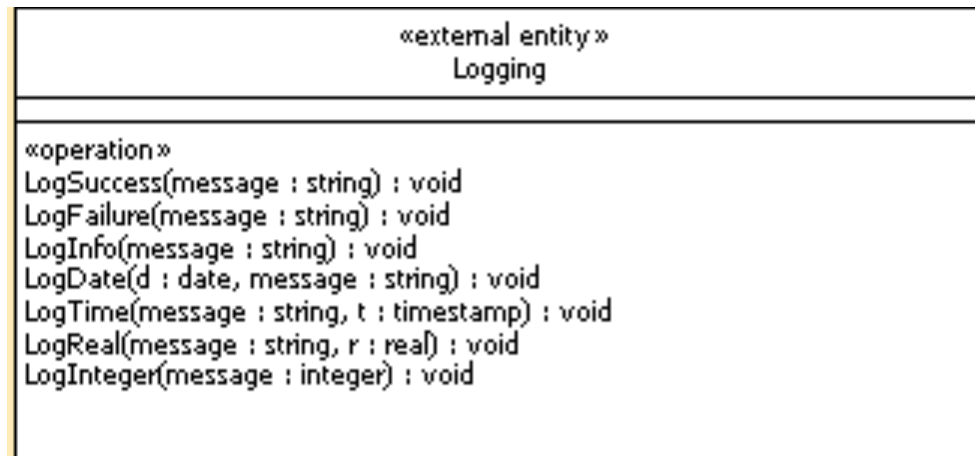 «external entity»
Logging
«operation»
LogSuccess(message : string) : void
LogFailure(message : string) : void
LogInfo(message : string) : void
LogDate(d : date, message : string) : void
LogTime(message : string, t : timestamp) : void
LogReal(message : string, r : real) : void
LogInteger(message : integer) : void